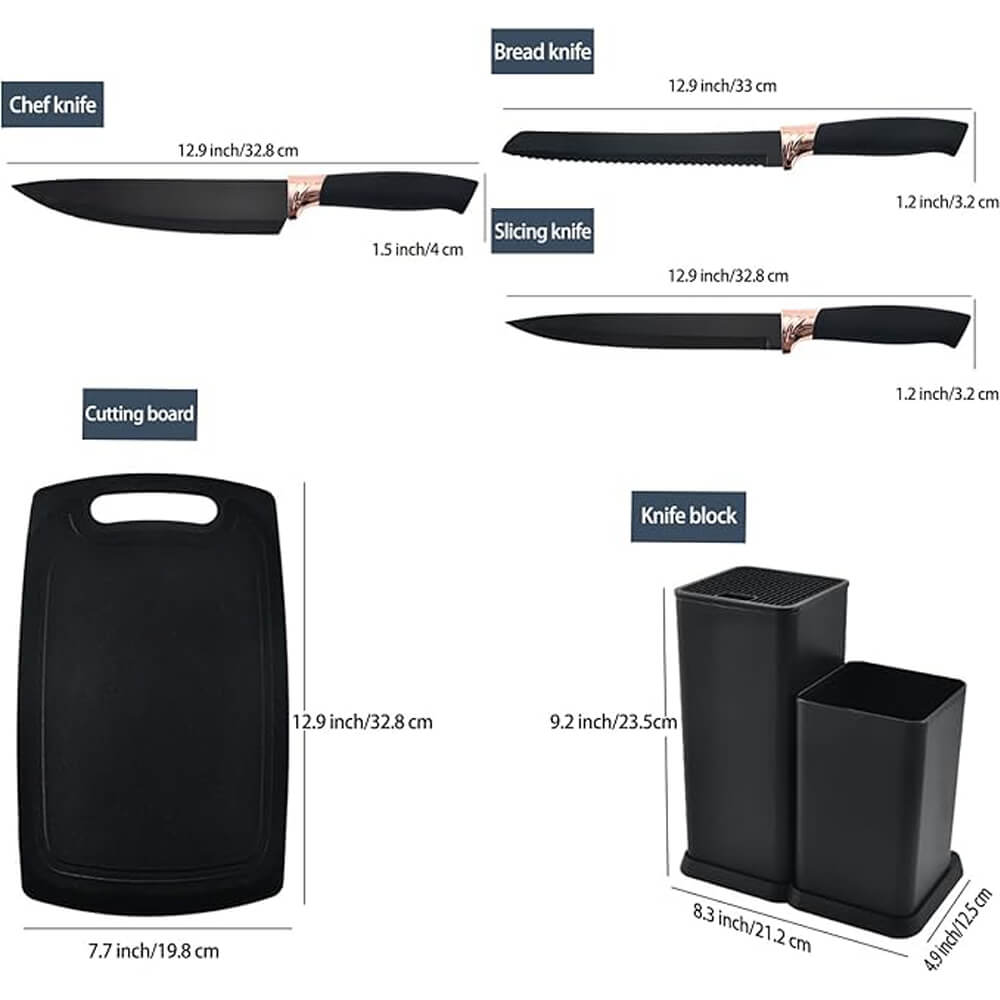 Chef knife
12.9 inch/32.8 cm
1.5 inch/4 cm
Bread knife
12.9 inch/33 cm
1.2 inch/3.2 cm
Slicing knife
12.9 inch/32.8 cm
1.2 inch/3.2 cm
Cutting board
12.9 inch/32.8 cm
7.7 inch/19.8 cm
Knife block
9.2 inch/23.5cm
8.3 inch/21.2 cm
4.9 inch/12.5 cm